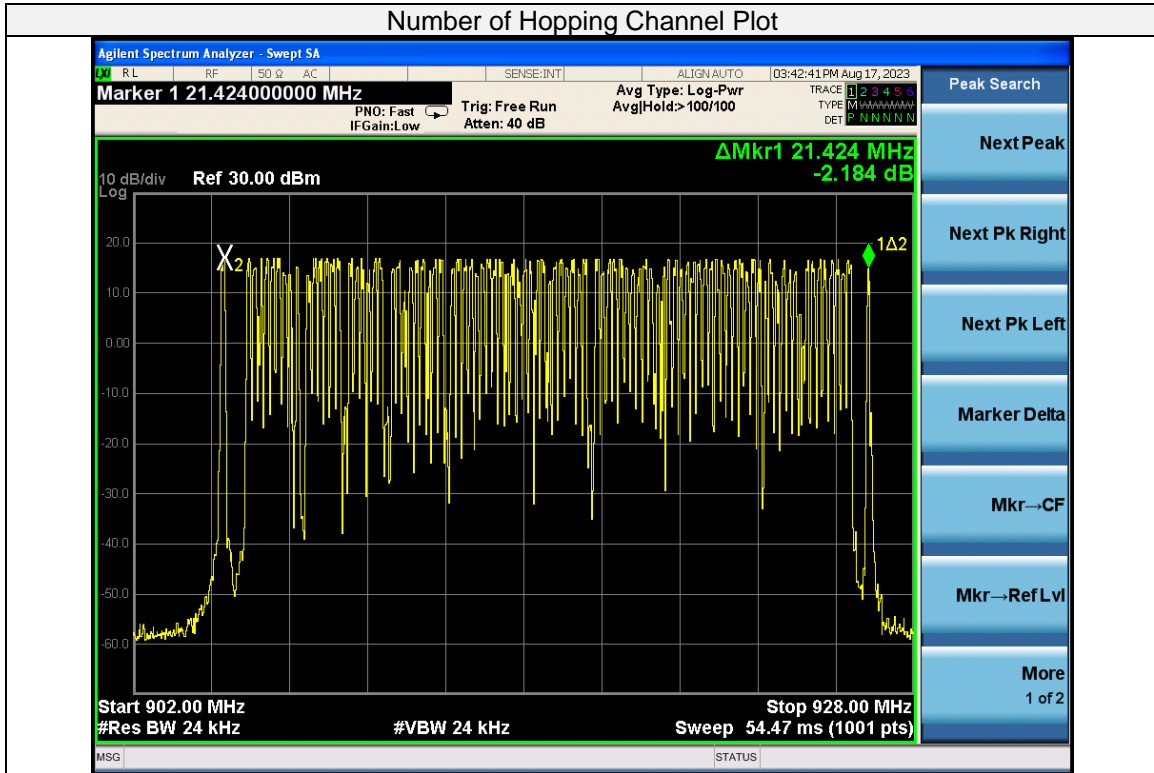 Number of Hopping Channel Plot
Agilent Spectrum Analyzer - Swept SA
LXI RL RF 50 Ω AC SENSE:INT ALIGN AUTO 03:42:41 PM Aug 17, 2023
Marker 1 21.424000000 MHz
PNO: Fast
IFGain:Low
Trig: Free Run
Atten: 40 dB
Avg Type: Log-Pwr
Avg|Hold:>100/100
TRACE 1 2 3 4 5 6
TYPE M WWWWW
DET P N N N N N
ΔMkr1 21.424 MHz
-2.184 dB
10 dB/div Ref 30.00 dBm
Log
20.0
10.0
0.00
-10.0
-20.0
-30.0
-40.0
-50.0
-60.0
X2
1Δ2
Start 902.00 MHz Stop 928.00 MHz
#Res BW 24 kHz #VBW 24 kHz Sweep 54.47 ms (1001 pts)
MSG STATUS
Peak Search
Next Peak
Next Pk Right
Next Pk Left
Marker Delta
Mkr→CF
Mkr→Ref Lvl
More
1 of 2